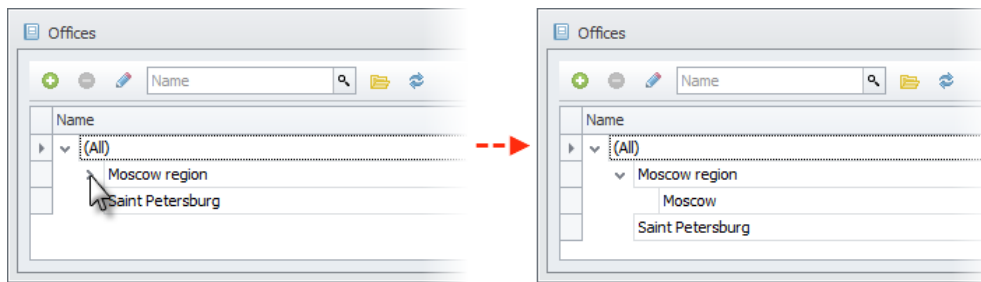 Offices
Name
Name
(All)
Moscow region
Saint Petersburg
Offices
Name
Name
(All)
Moscow region
Moscow
Saint Petersburg